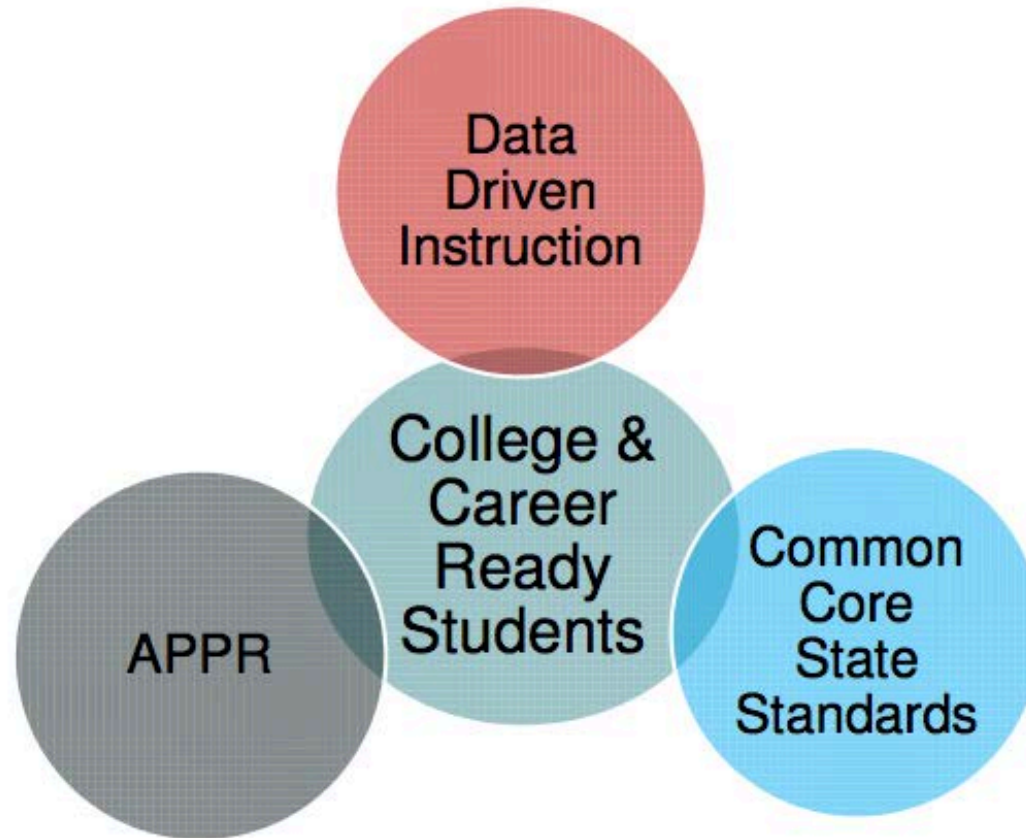 Data
Driven
Instruction
College &
Career
Ready
Students
APPR
Common
Core
State
Standards